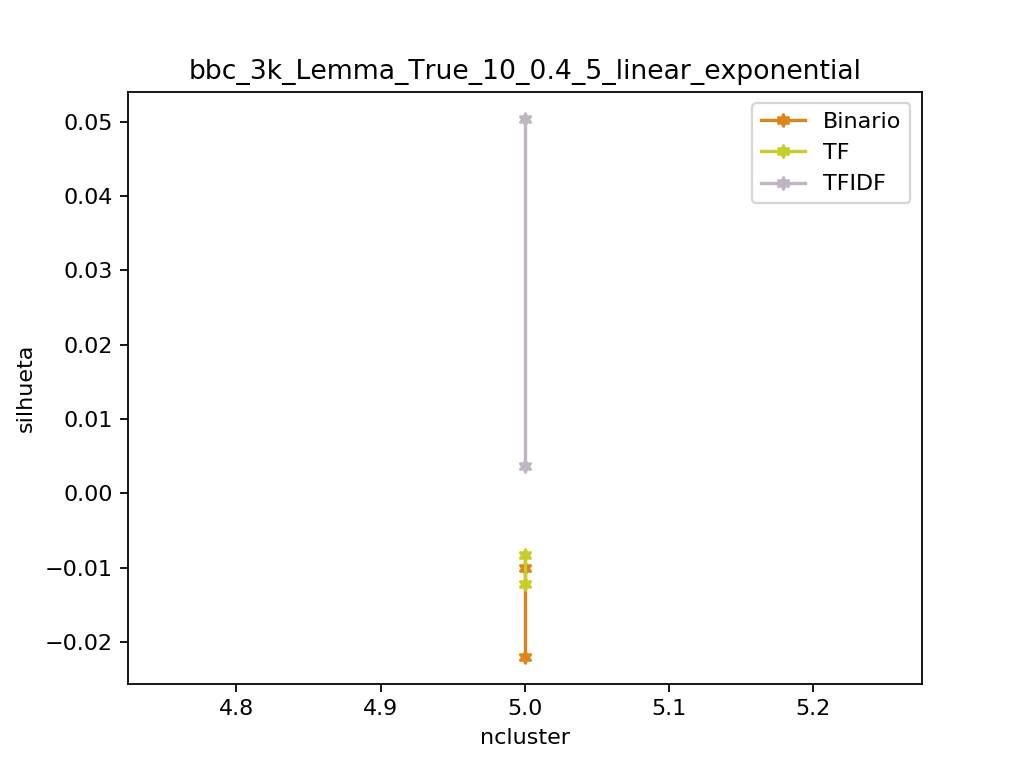 bbc_3k_Lemma_True_10_0.4_5_linear_exponential
Binario
TF
TFIDF
0.05
0.04
0.03
0.02
0.01
0.00
−0.01
−0.02
silhueta
4.8 4.9 5.0 5.1 5.2
ncluster